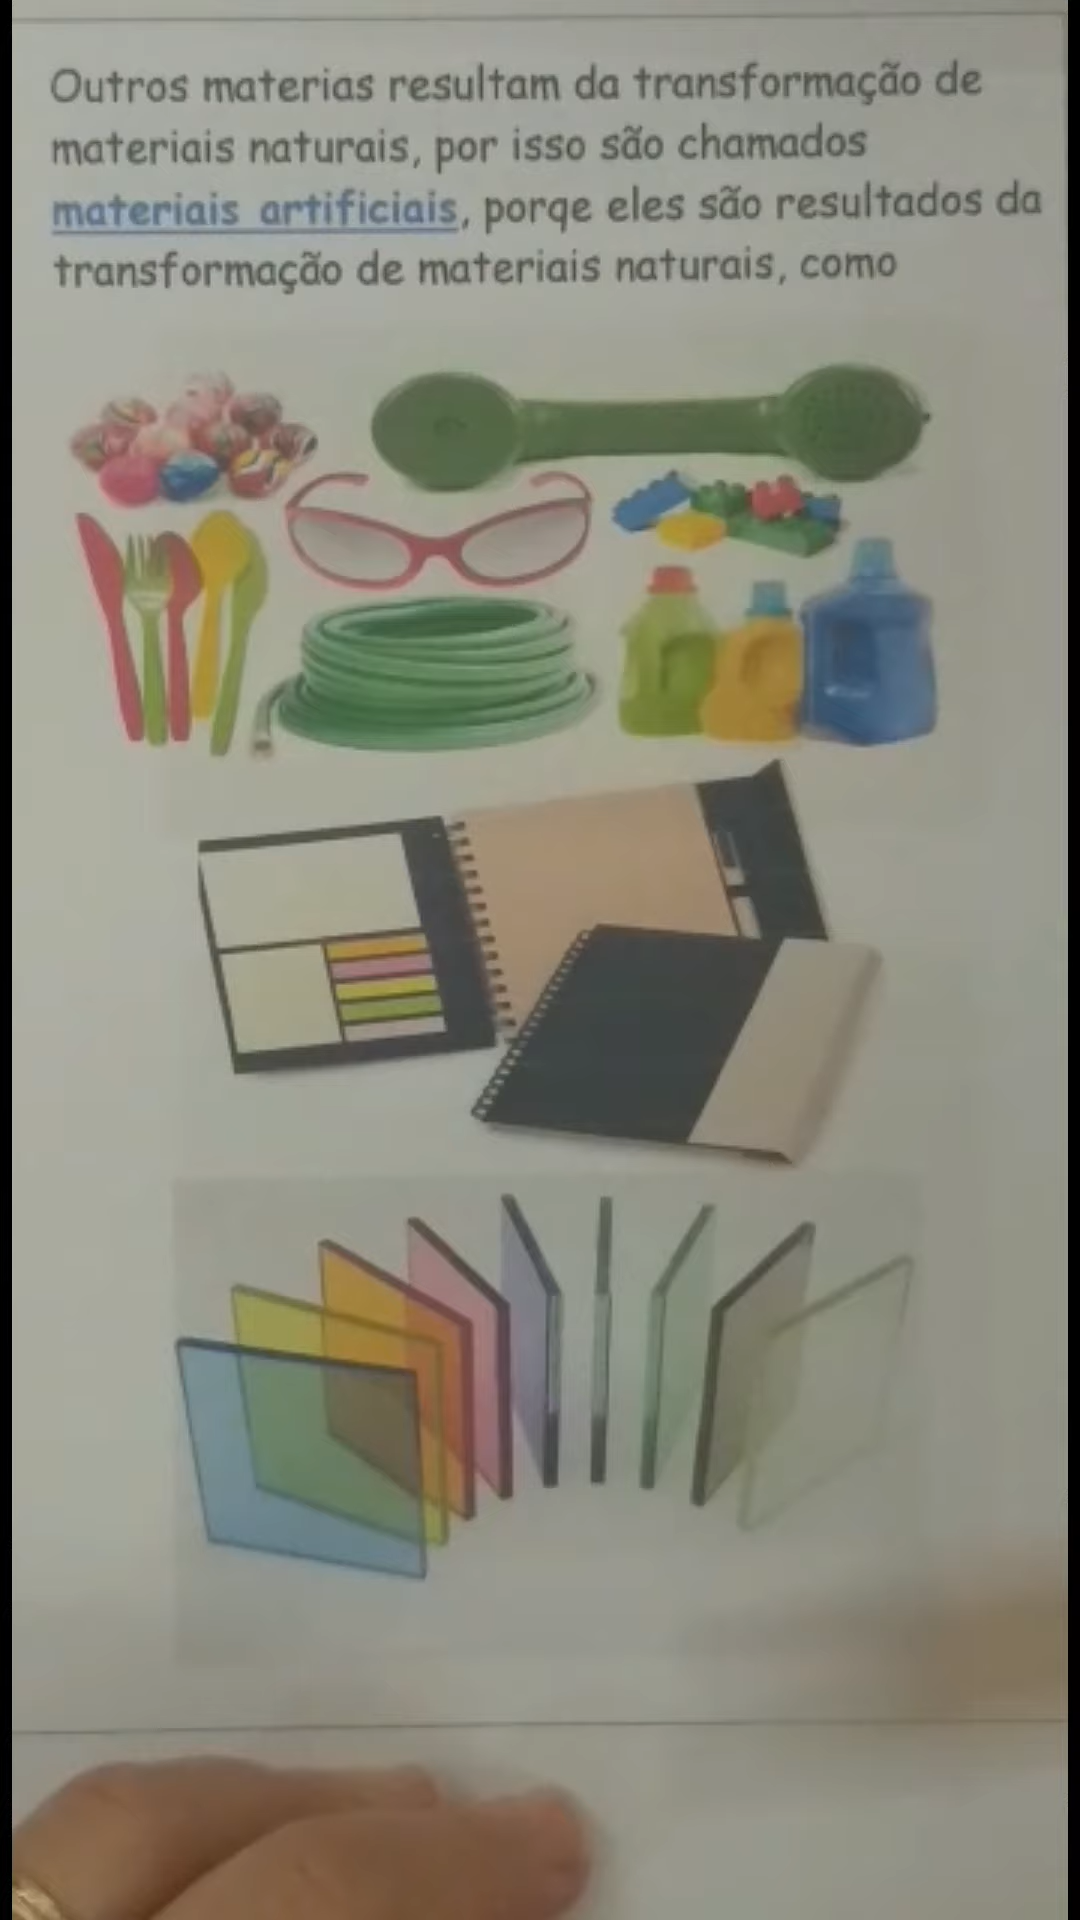 Outros materias resultam da transformação de
materiais naturais, por isso são chamados
materiais artificiais, porqe eles são resultados da
transformação de materiais naturais, como